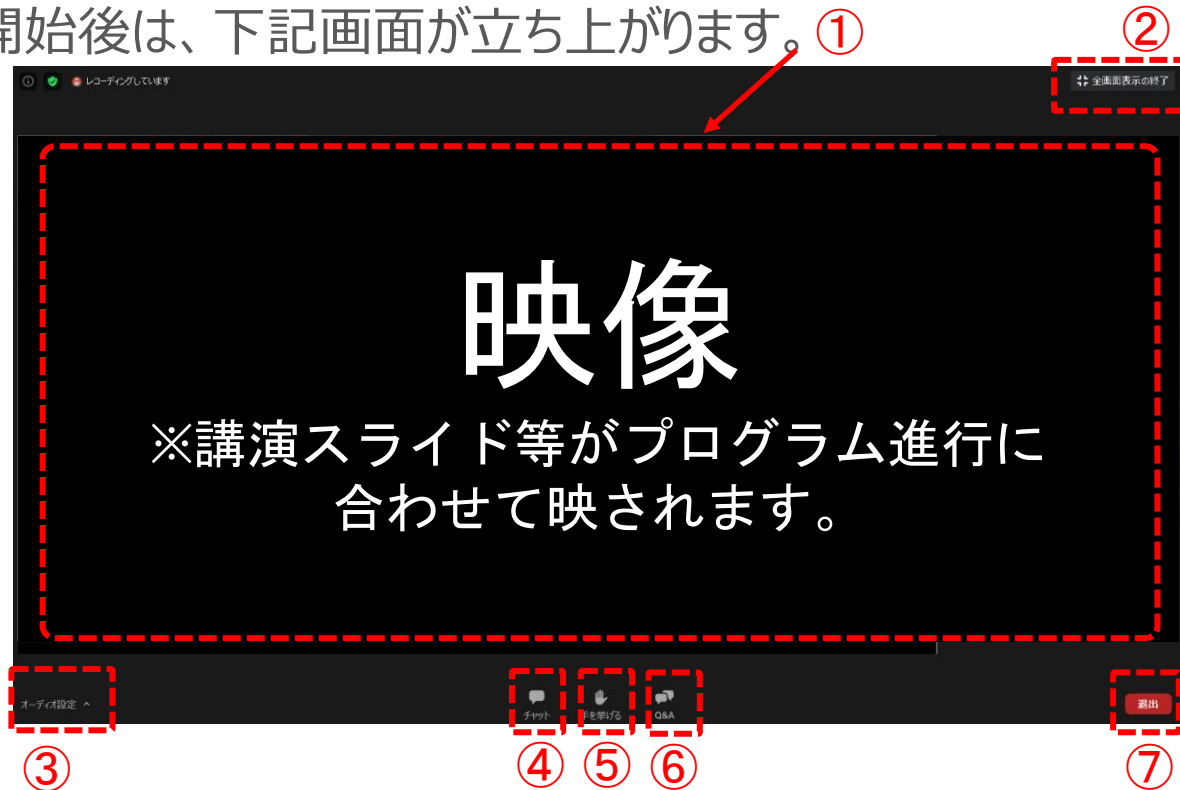 開始後は、下記画面が立ち上がります。
①
②
レコーディングしています
全画面表示の終了
映像
※講演スライド等がプログラム進行に
合わせて映されます。
オーディオ設定
チャット
手を挙げる
Q&A
退出
③
④
⑤
⑥
⑦